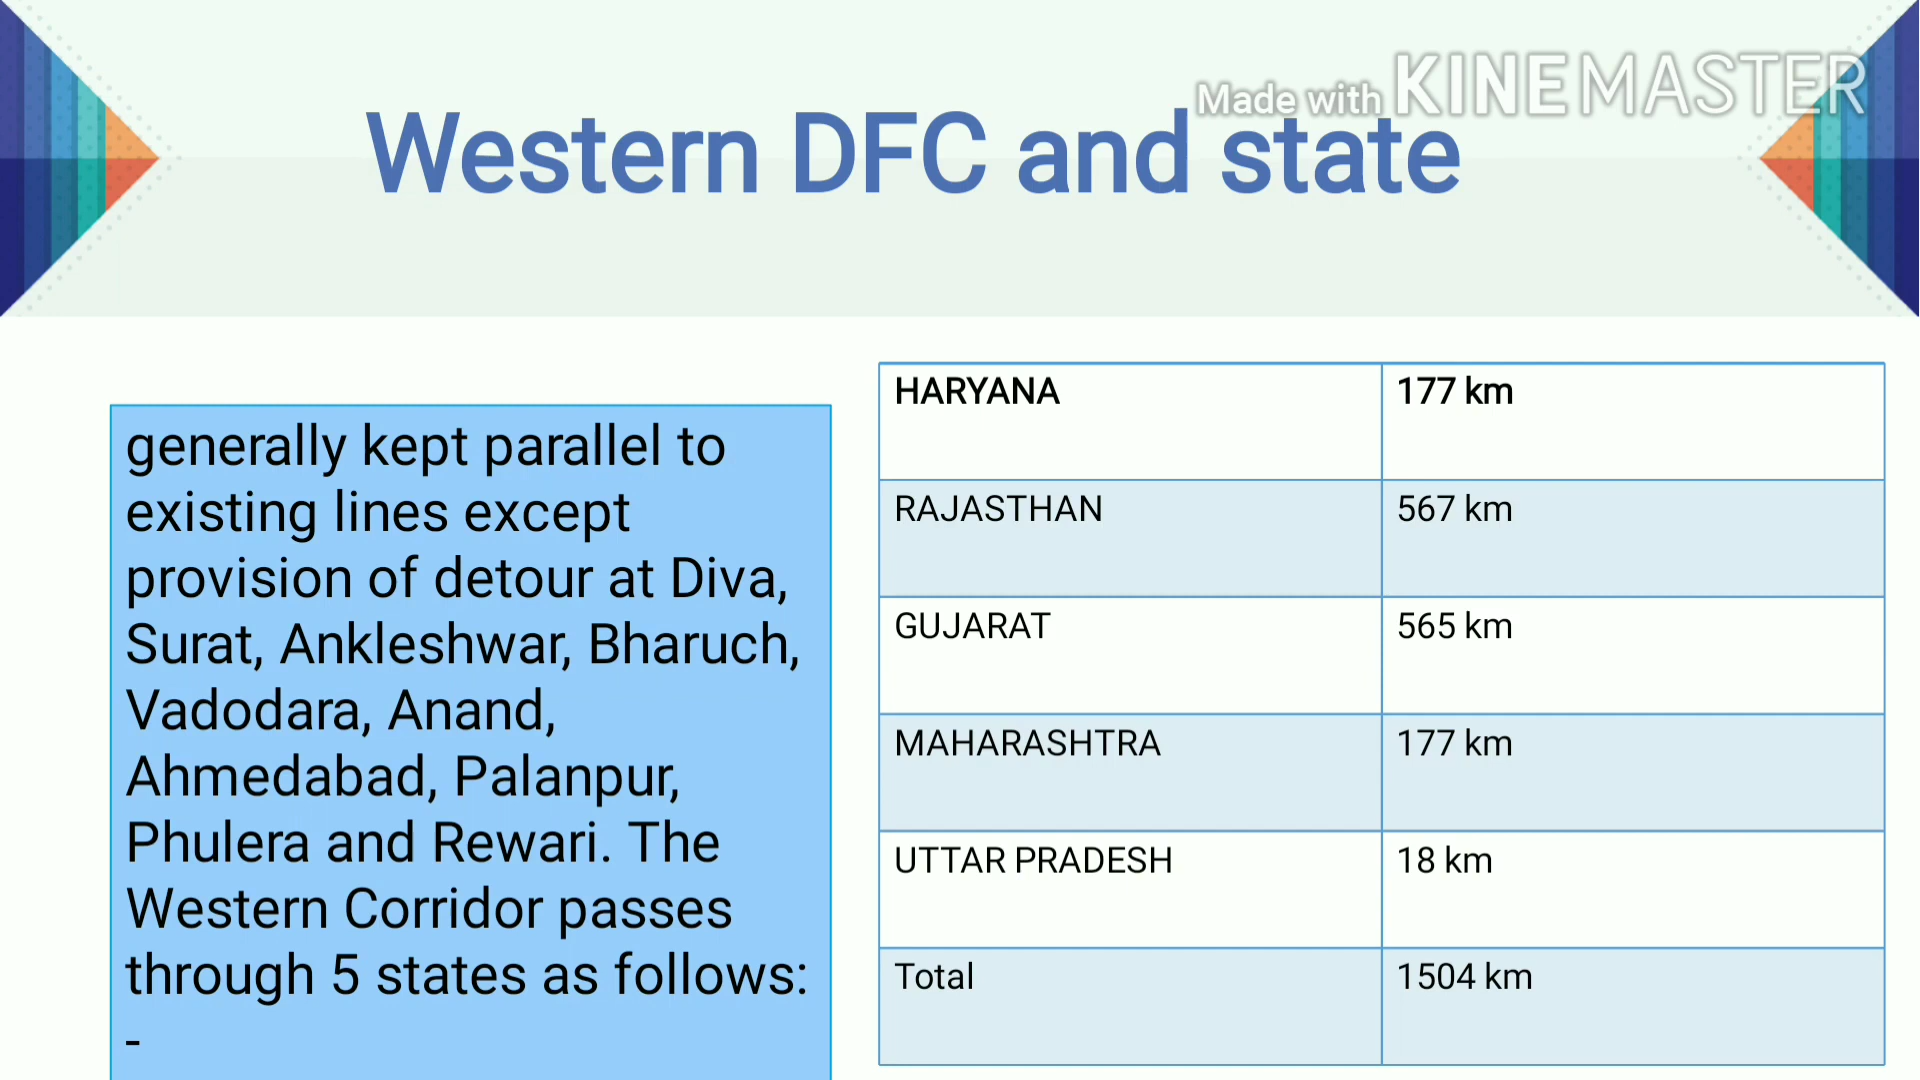 Made with KINEMASTER
Western DFC and state
generally kept parallel to
existing lines except
provision of detour at Diva,
Surat, Ankleshwar, Bharuch,
Vadodara, Anand,
Ahmedabad, Palanpur,
Phulera and Rewari. The
Western Corridor passes
through 5 states as follows:
-
HARYANA 177 km
RAJASTHAN 567 km
GUJARAT 565 km
MAHARASHTRA 177 km
UTTAR PRADESH 18 km
Total 1504 km